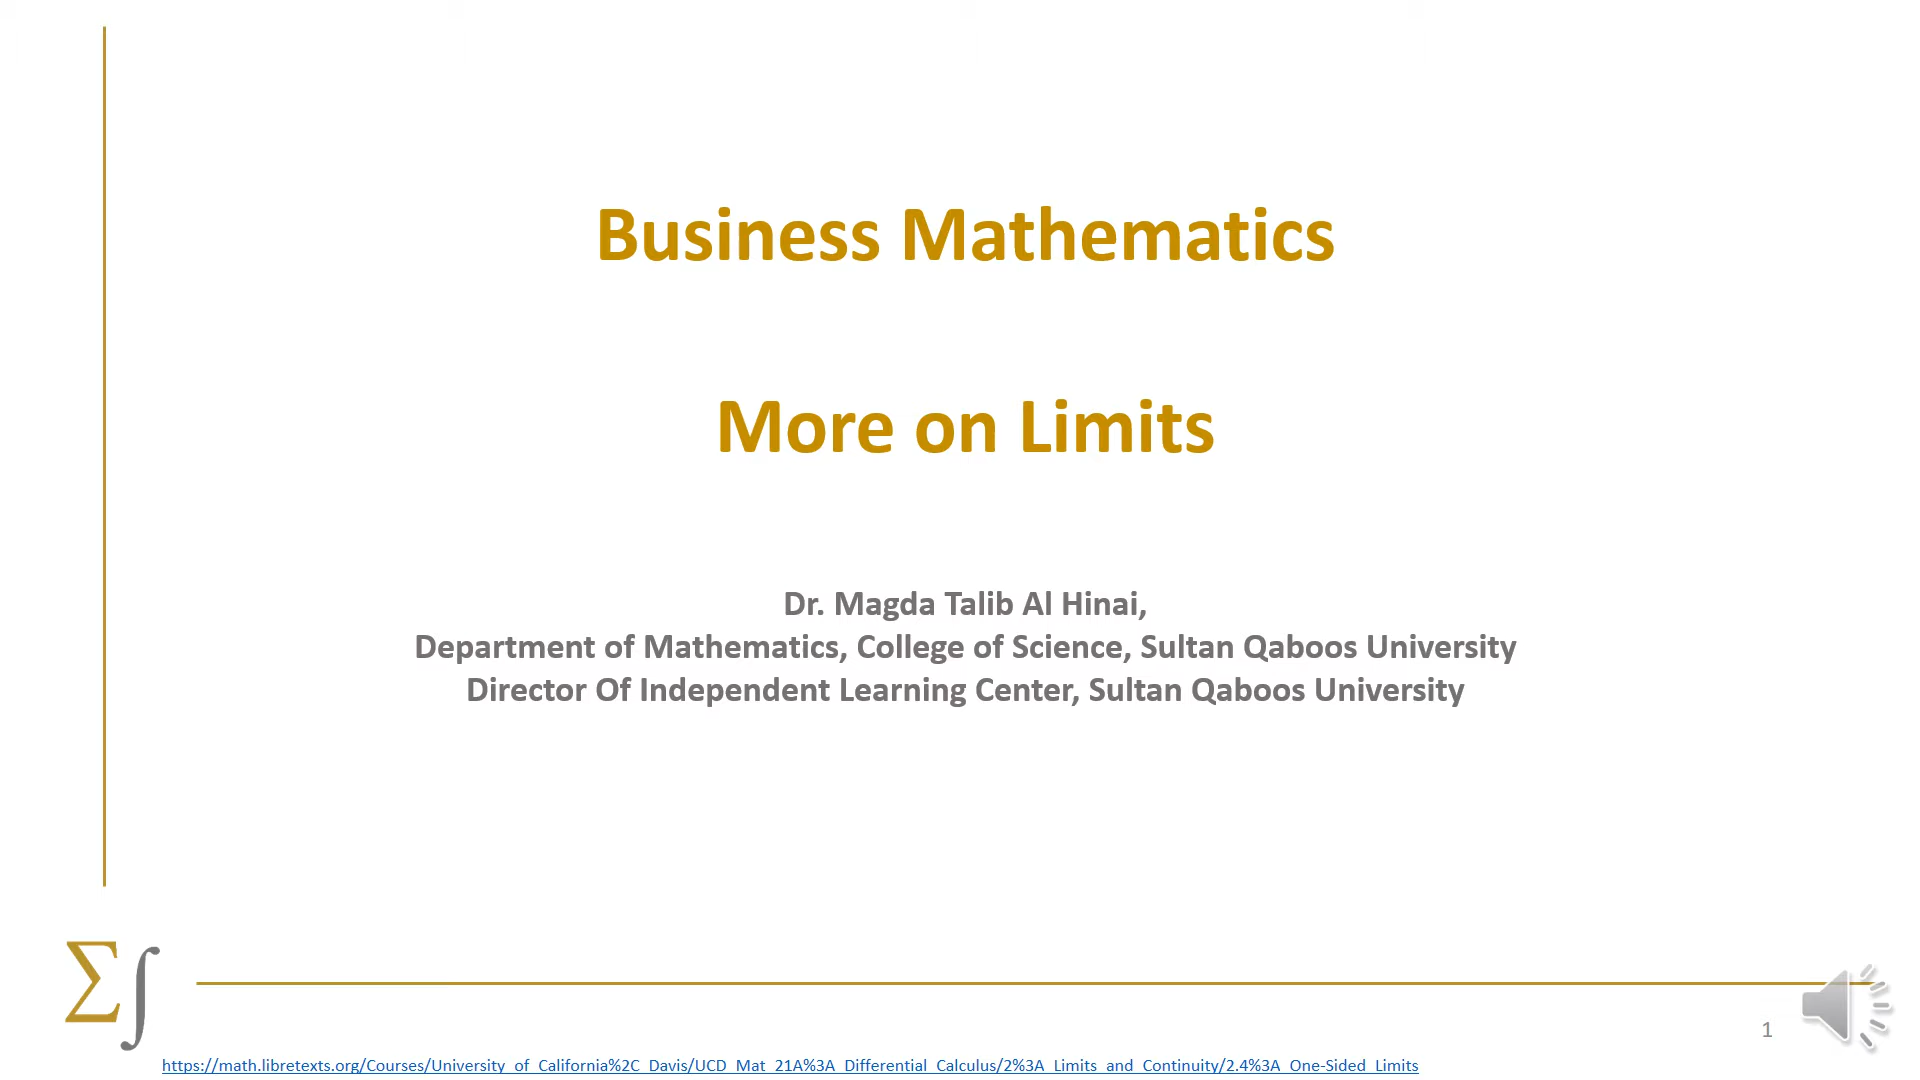 Business Mathematics
More on Limits
Dr. Magda Talib Al Hinai,
Department of Mathematics, College of Science, Sultan Qaboos University
Director Of Independent Learning Center, Sultan Qaboos University
∑∫
1
https://math.libretexts.org/Courses/University_of_California%2C_Davis/UCD_Mat_21A%3A_Differential_Calculus/2%3A_Limits_and_Continuity/2.4%3A_One-Sided_Limits